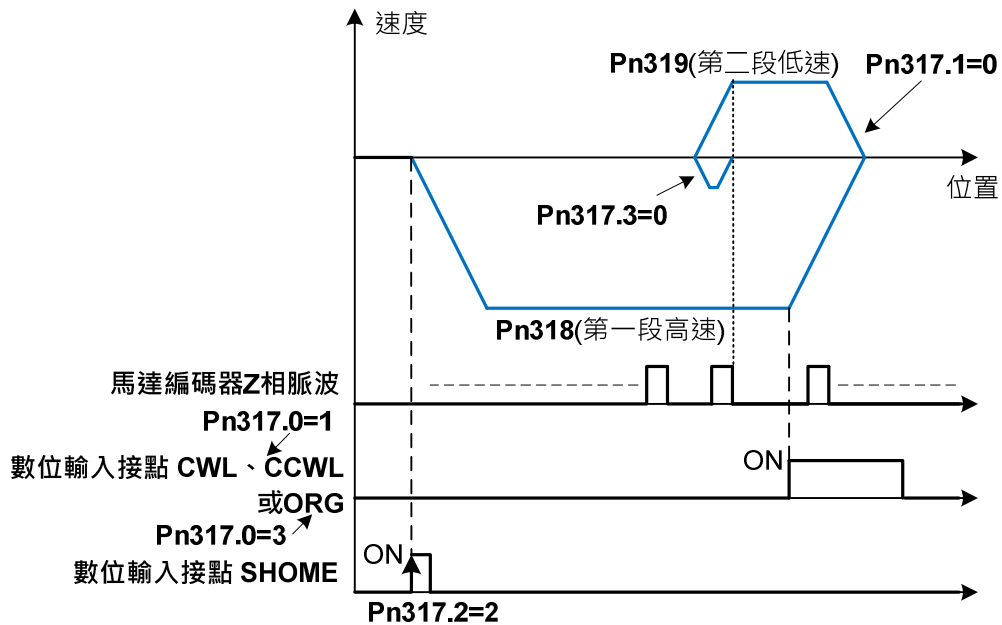 速度
Pn319(第二段低速)
Pn317.1=0
位置
Pn317.3=0
Pn318(第一段高速)
馬達編碼器Z相脈波
Pn317.0=1
數位輸入接點 CWL、CCWL
或ORG
ON
Pn317.0=3
ON
數位輸入接點 SHOME
Pn317.2=2